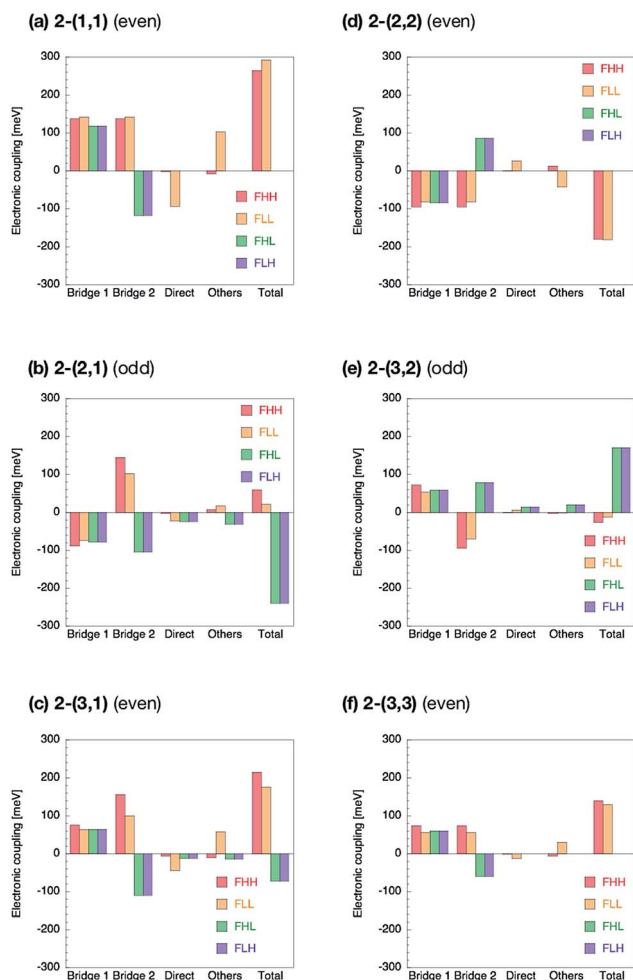 (a) 2-(1,1) (even)
Electronic coupling [meV]
300
200
100
0
-100
-200
-300
FHH
FLL
FHL
FLH
Bridge 1 Bridge 2 Direct Others Total
(d) 2-(2,2) (even)
Electronic coupling [meV]
300
200
100
0
-100
-200
-300
FHH
FLL
FHL
FLH
Bridge 1 Bridge 2 Direct Others Total
(b) 2-(2,1) (odd)
Electronic coupling [meV]
300
200
100
0
-100
-200
-300
FHH
FLL
FHL
FLH
Bridge 1 Bridge 2 Direct Others Total
(e) 2-(3,2) (odd)
Electronic coupling [meV]
300
200
100
0
-100
-200
-300
FHH
FLL
FHL
FLH
Bridge 1 Bridge 2 Direct Others Total
(c) 2-(3,1) (even)
Electronic coupling [meV]
300
200
100
0
-100
-200
-300
FHH
FLL
FHL
FLH
Bridge 1 Bridge 2 Direct Others Total
(f) 2-(3,3) (even)
Electronic coupling [meV]
300
200
100
0
-100
-200
-300
FHH
FLL
FHL
FLH
Bridge 1 Bridge 2 Direct Others Total